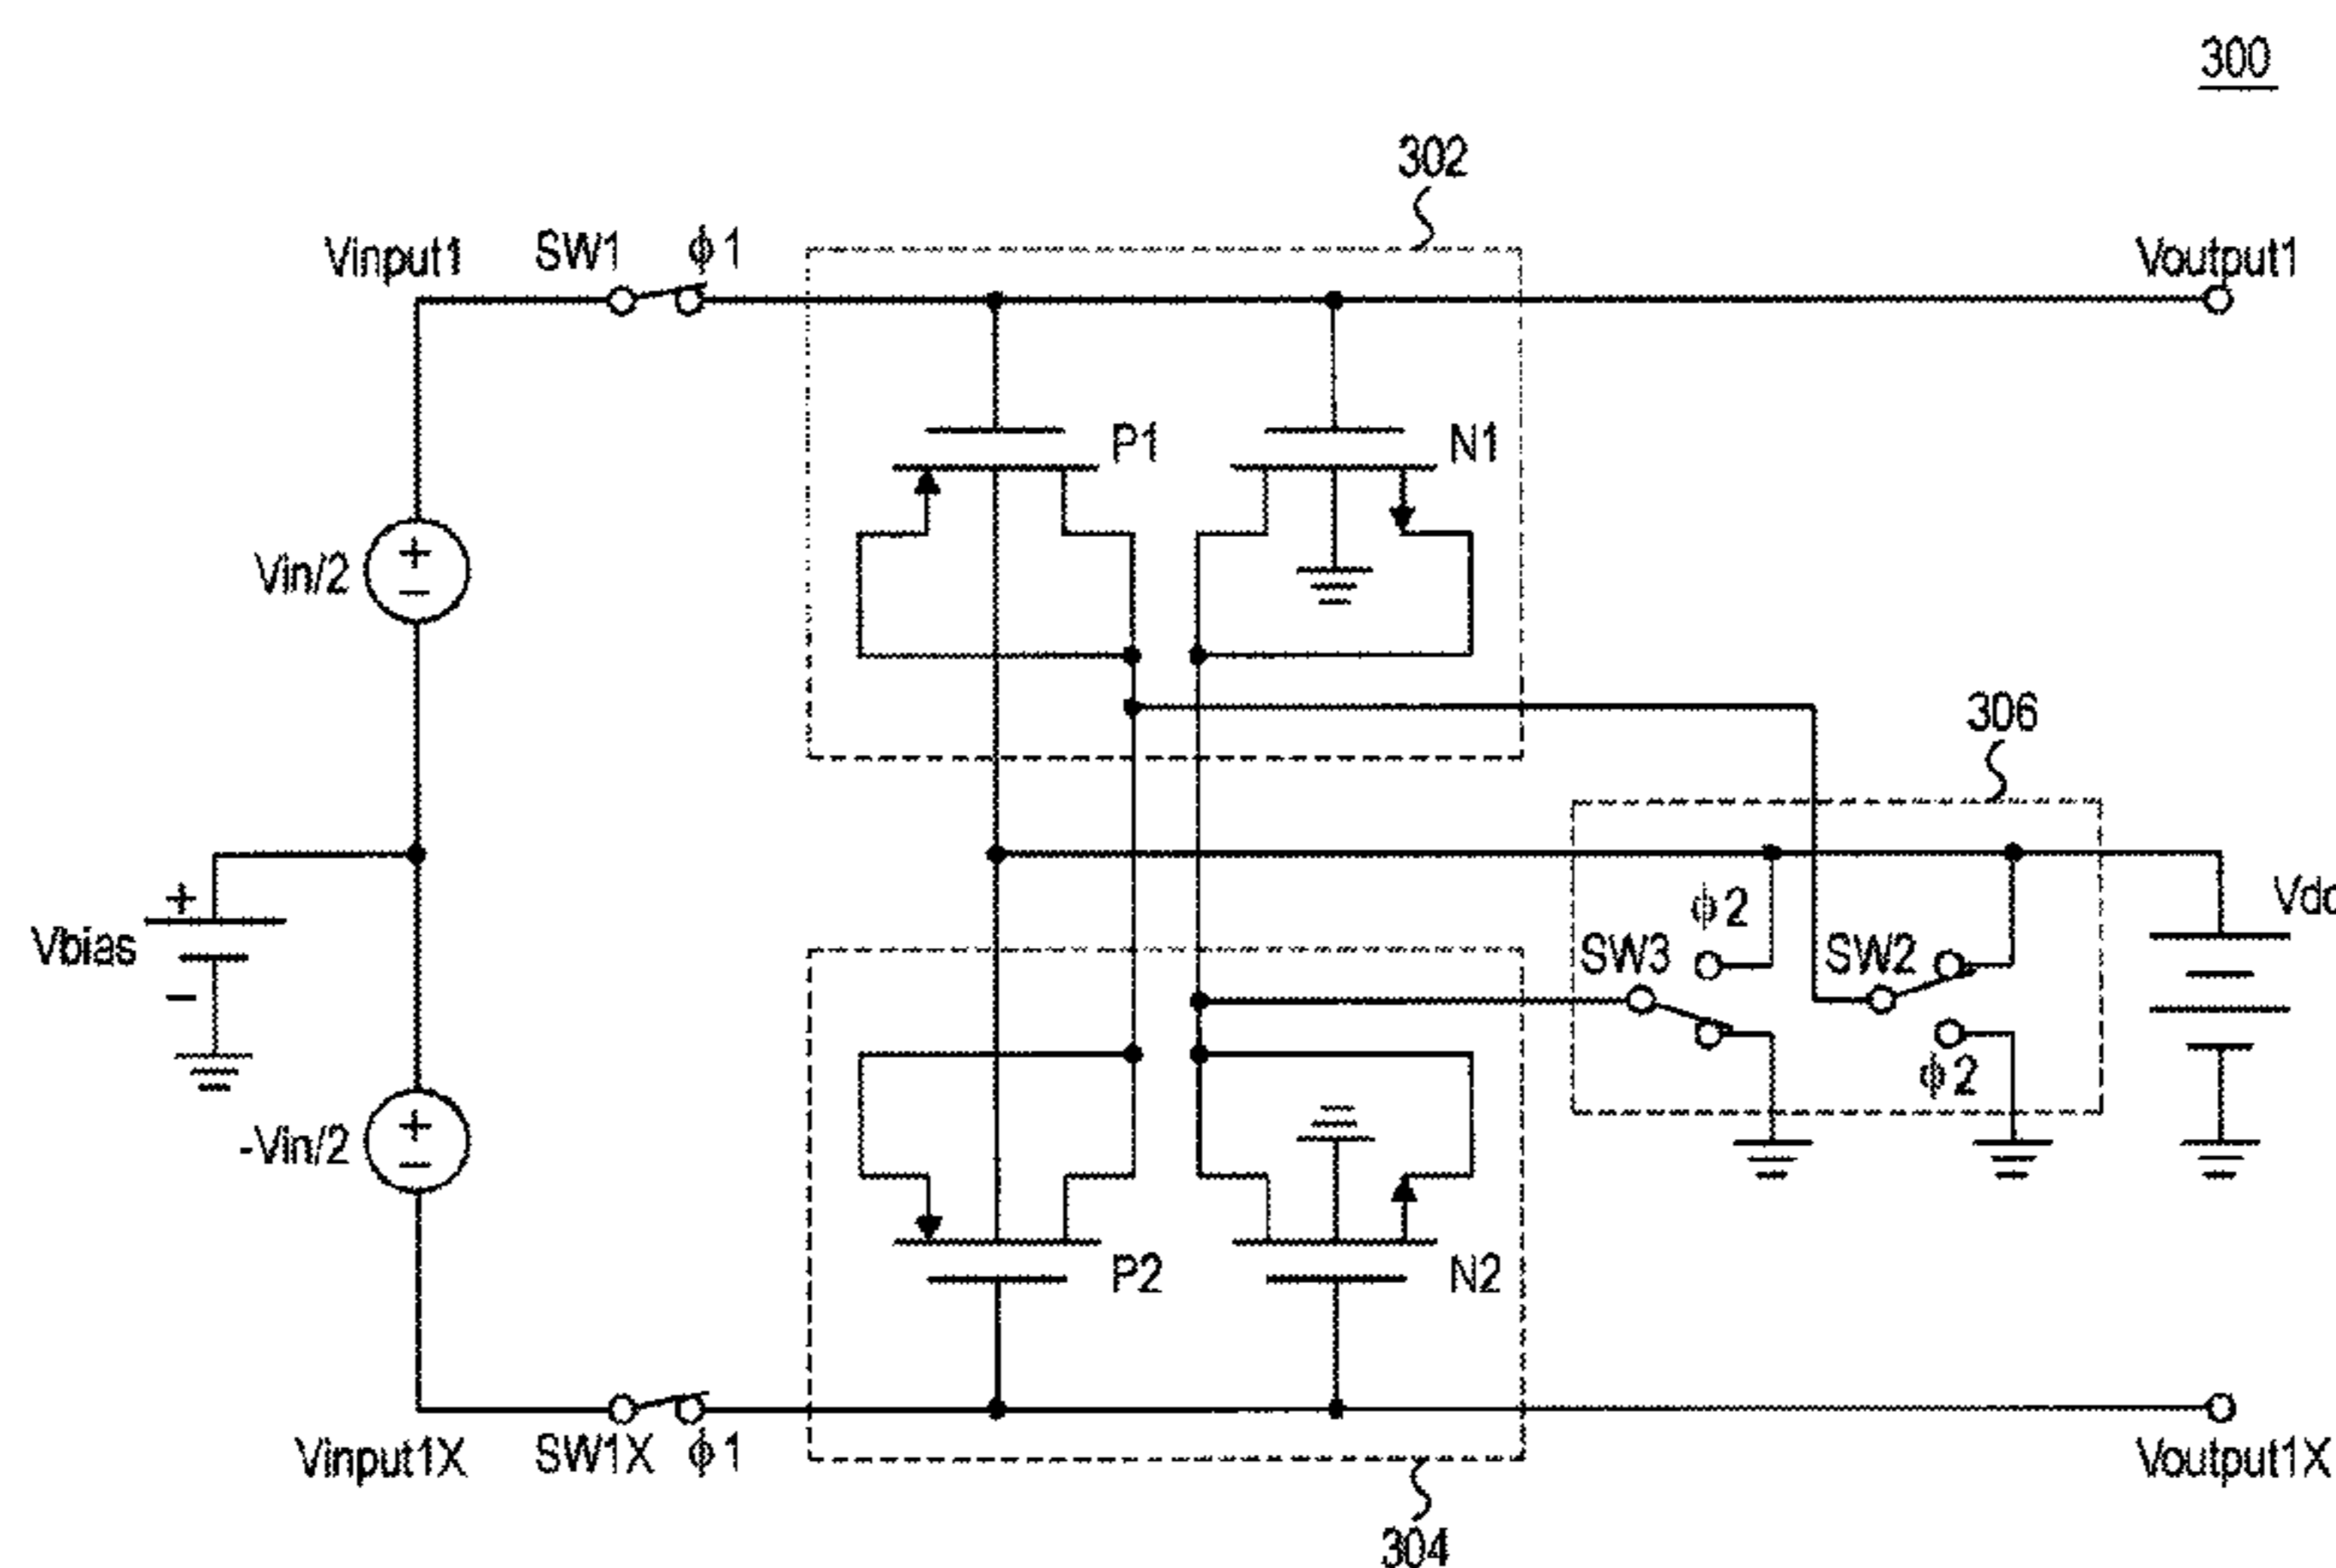 300
302
Vinput1 SW1 ϕ1 Voutput1
P1 N1
Vin/2
306
+
Vbias
−
ϕ2
SW3 SW2
ϕ2
-Vin/2
P2 N2
Vinput1X SW1X ϕ1 Voutput1X
304